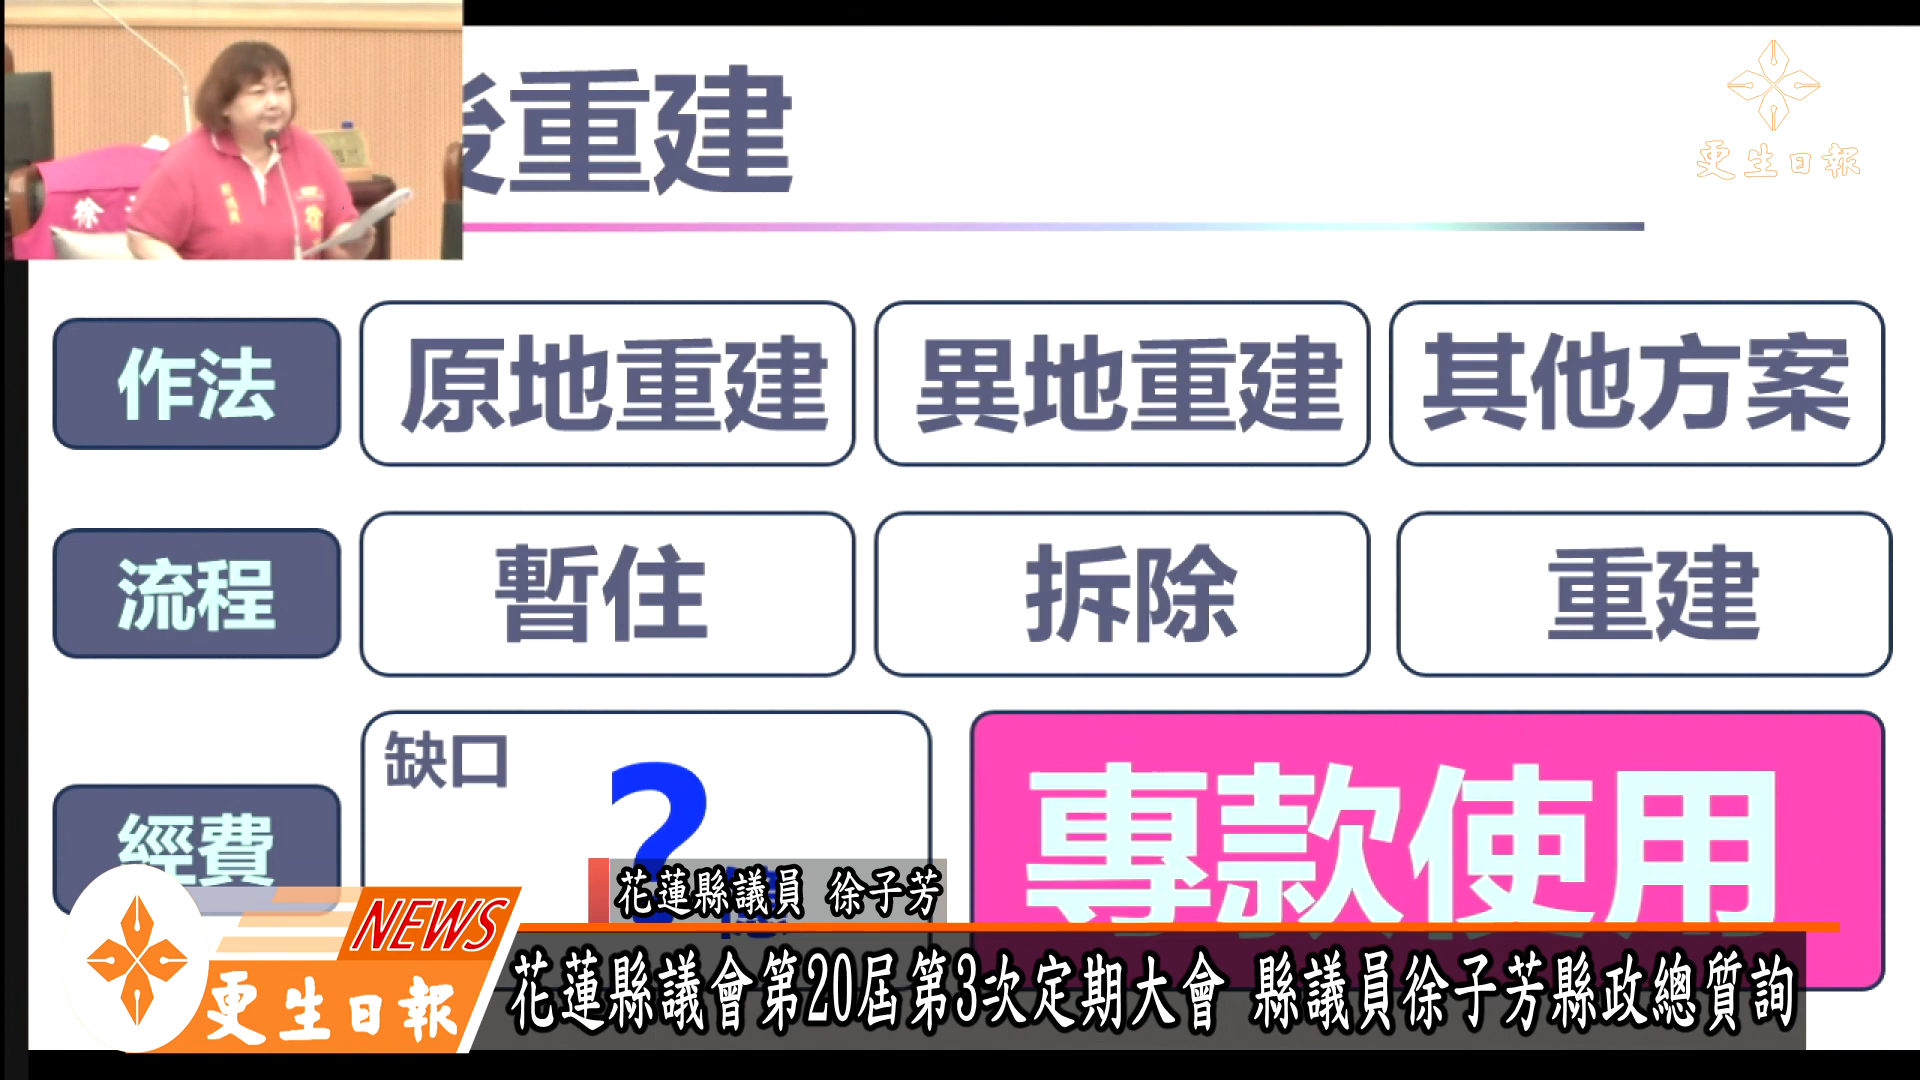 後重建
更生日報
徐
作法
原地重建
異地重建
其他方案
流程
暫住
拆除
重建
經費
缺口
?
億
專款使用
花蓮縣議員 徐子芳
NEWS
更生日報
花蓮縣議會第20屆第3次定期大會 縣議員徐子芳縣政總質詢